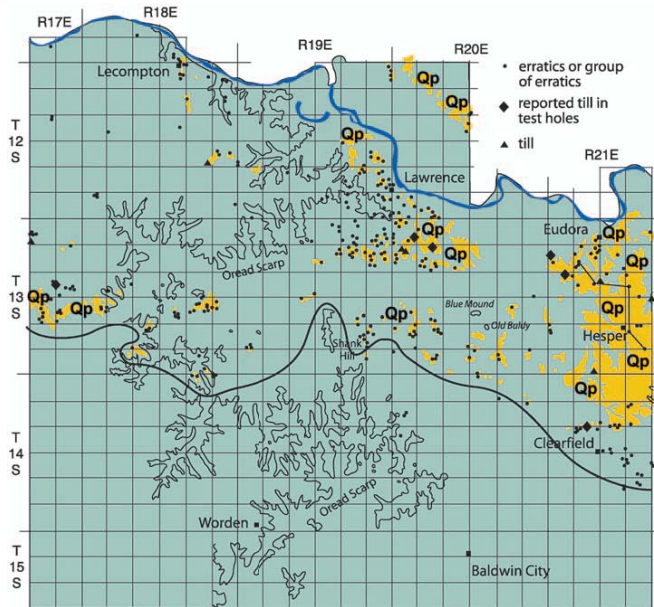 R17E
R18E
R19E
R20E
R21E
Lecompton
Qp
Qp
Qp
erratics or group
of erratics
reported till in
test holes
till
T
12
S
Lawrence
Eudora
Oread Scarp
Qp
Qp
Qp
Qp
T
13
S
Qp
Qp
Qp
Blue Mound
Old Baldy
Qp
Hesper
Shank
Hill
Qp
Qp
T
14
S
Clearfield
Oread Scarp
Worden
T
15
S
Baldwin City